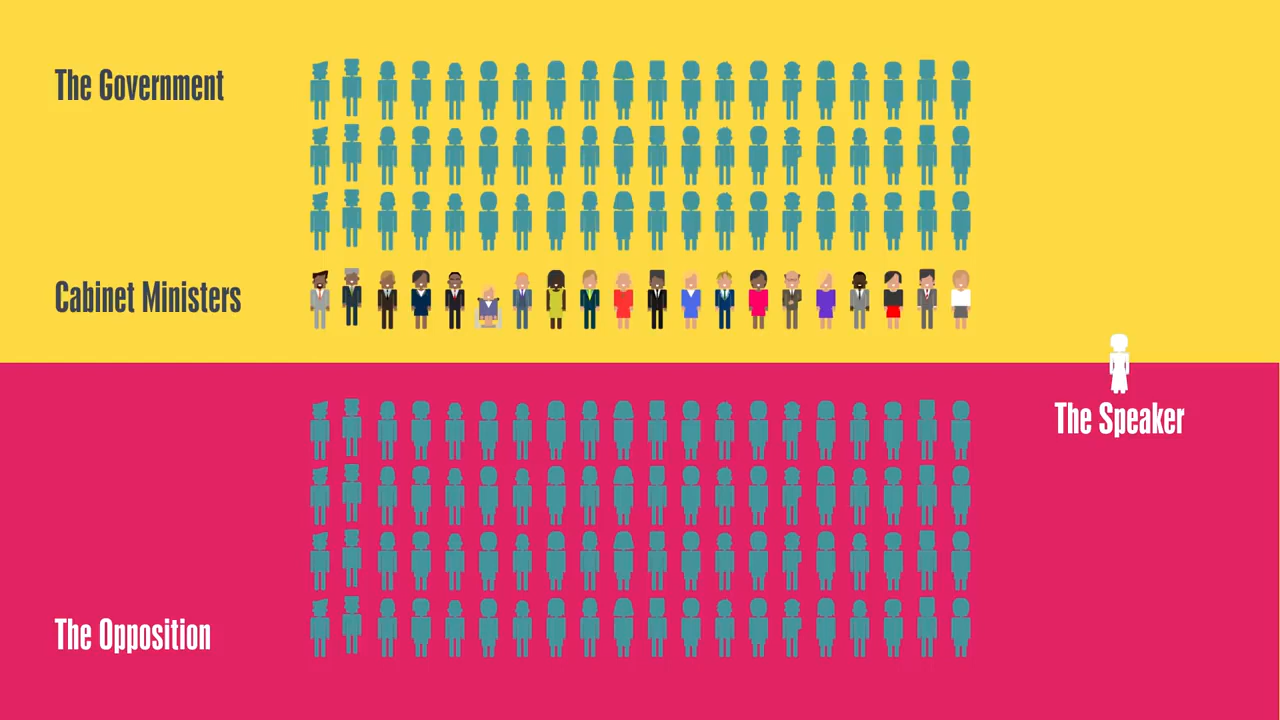 The Government
Cabinet Ministers
The Speaker
The Opposition